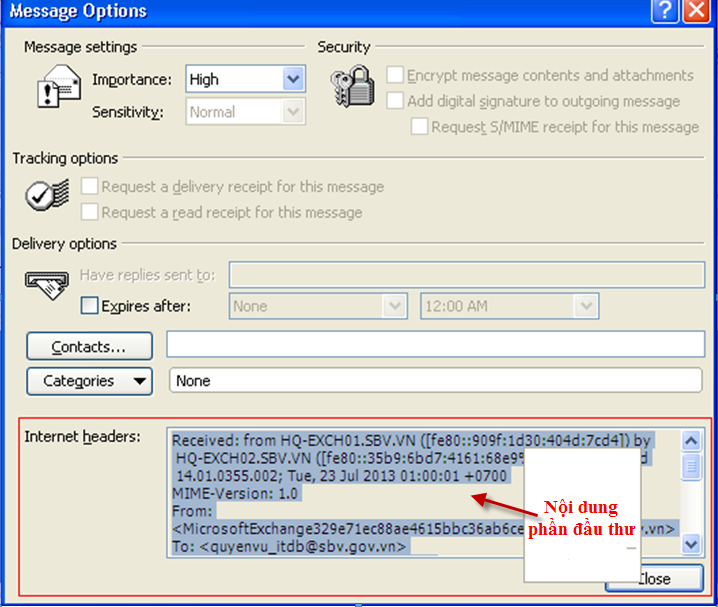 Message Options
Message settings
Security
Importance:
High
Encrypt message contents and attachments
Sensitivity:
Normal
Add digital signature to outgoing message
Request S/MIME receipt for this message
Tracking options
Request a delivery receipt for this message
Request a read receipt for this message
Delivery options
Have replies sent to:
Expires after:
None
12:00 AM
Contacts...
Categories
None
Internet headers:
Received: from HQ-EXCH01.SBV.VN ([fe80::909f:1d30:404d:7cd4]) by
HQ-EXCH02.SBV.VN ([fe80::35b9:6bd7:4161:68e9%
14.01.0355.002; Tue, 23 Jul 2013 01:00:01 +0700
MIME-Version: 1.0
From:
<MicrosoftExchange329e71ec88ae4615bbc36ab6ce
.vn>
To: <quyenvu_itdb@sbv.gov.vn>
Nội dung
phần đầu thư
Close